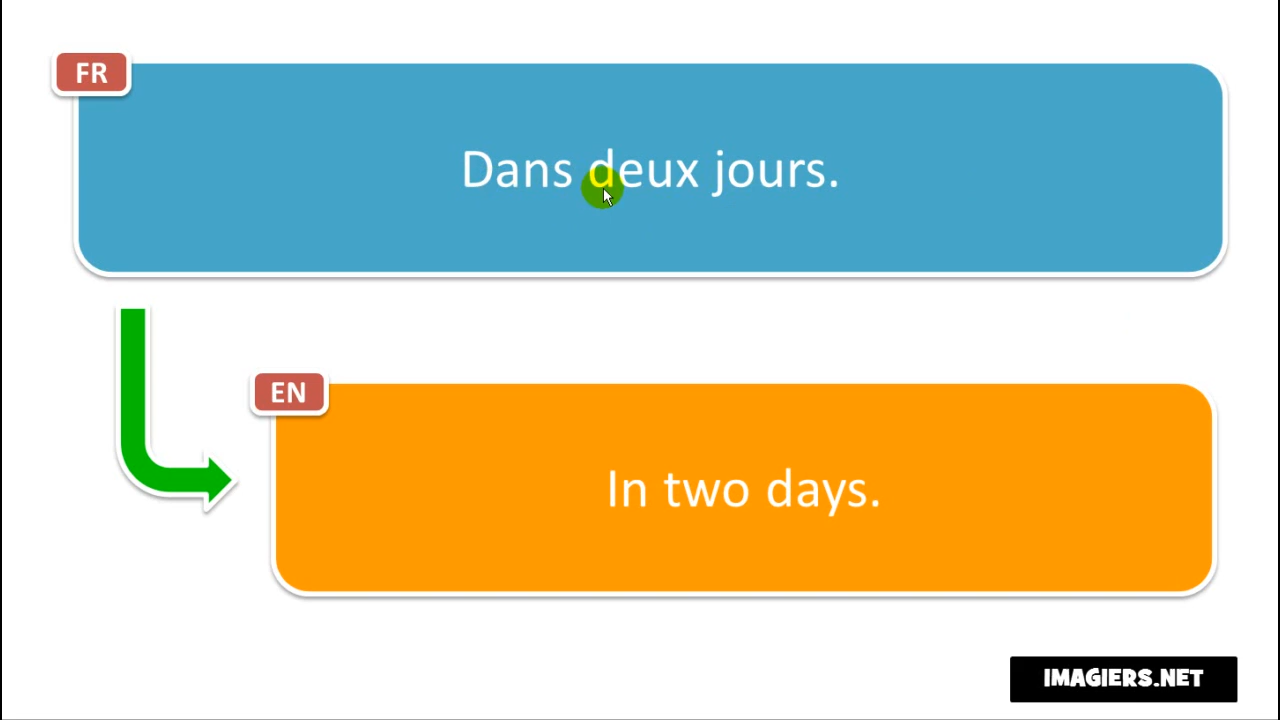 FR
Dans deux jours.
EN
In two days.
IMAGIERS.NET